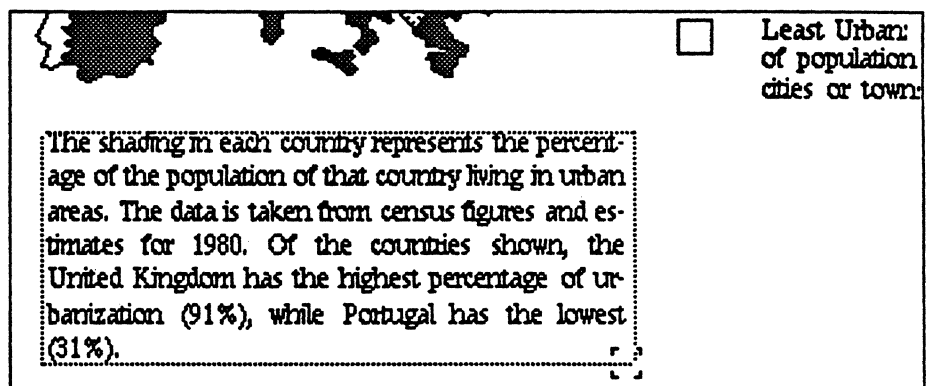 Least Urban:
of population
cities or town:
The shading in each country represents the percent-
age of the population of that country living in urban
areas. The data is taken from census figures and es-
timates for 1980. Of the countries shown, the
United Kingdom has the highest percentage of ur-
banization (91%), while Portugal has the lowest
(31%).